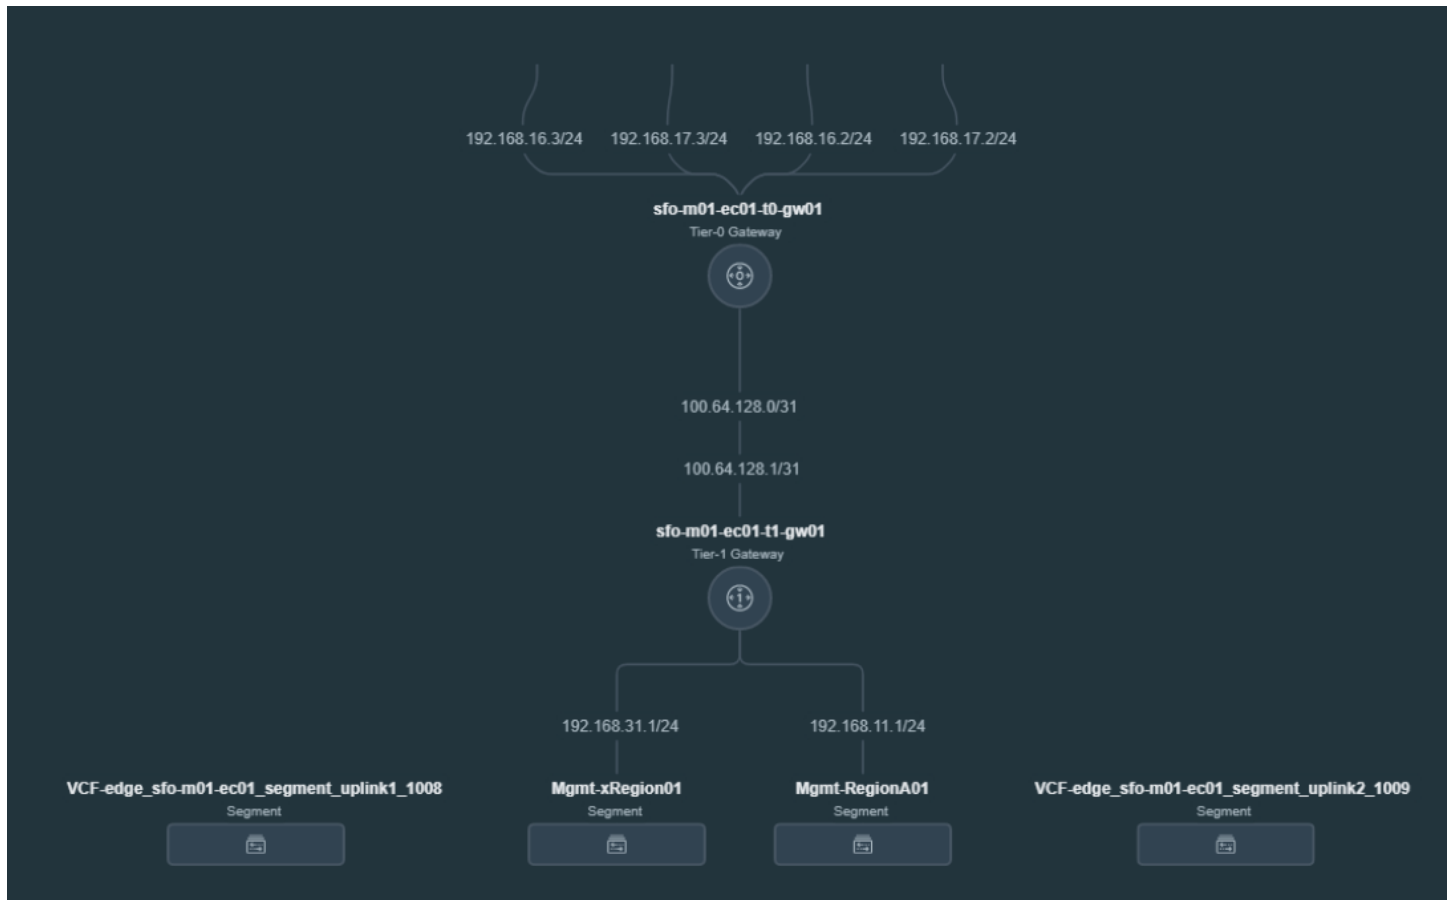 192.168.16.3/24 192.168.17.3/24 192.168.16.2/24 192.168.17.2/24
sfo-m01-ec01-t0-gw01
Tier-0 Gateway
0
100.64.128.0/31
100.64.128.1/31
sfo-m01-ec01-t1-gw01
Tier-1 Gateway
1
192.168.31.1/24 192.168.11.1/24
VCF-edge_sfo-m01-ec01_segment_uplink1_1008 Mgmt-xRegion01 Mgmt-RegionA01 VCF-edge_sfo-m01-ec01_segment_uplink2_1009
Segment Segment Segment Segment